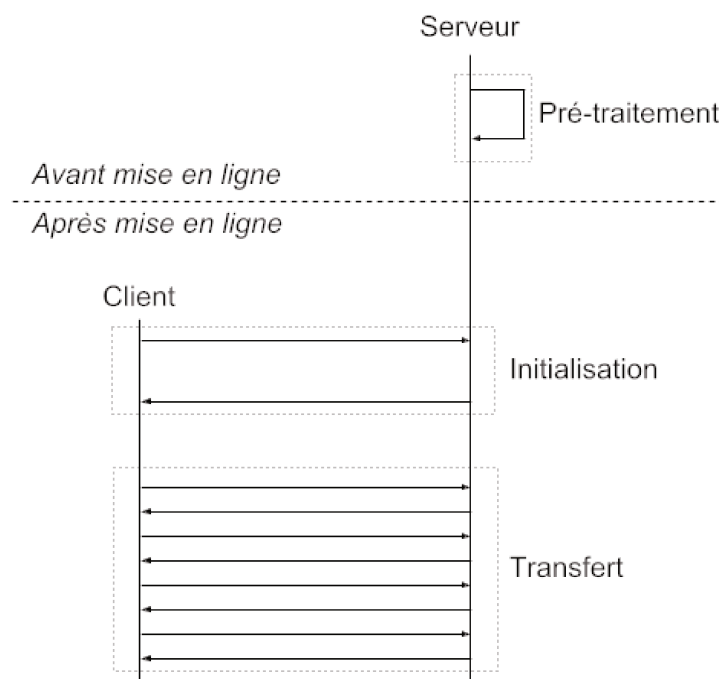 Serveur
Pré-traitement
Avant mise en ligne
Après mise en ligne
Client
Initialisation
Transfert